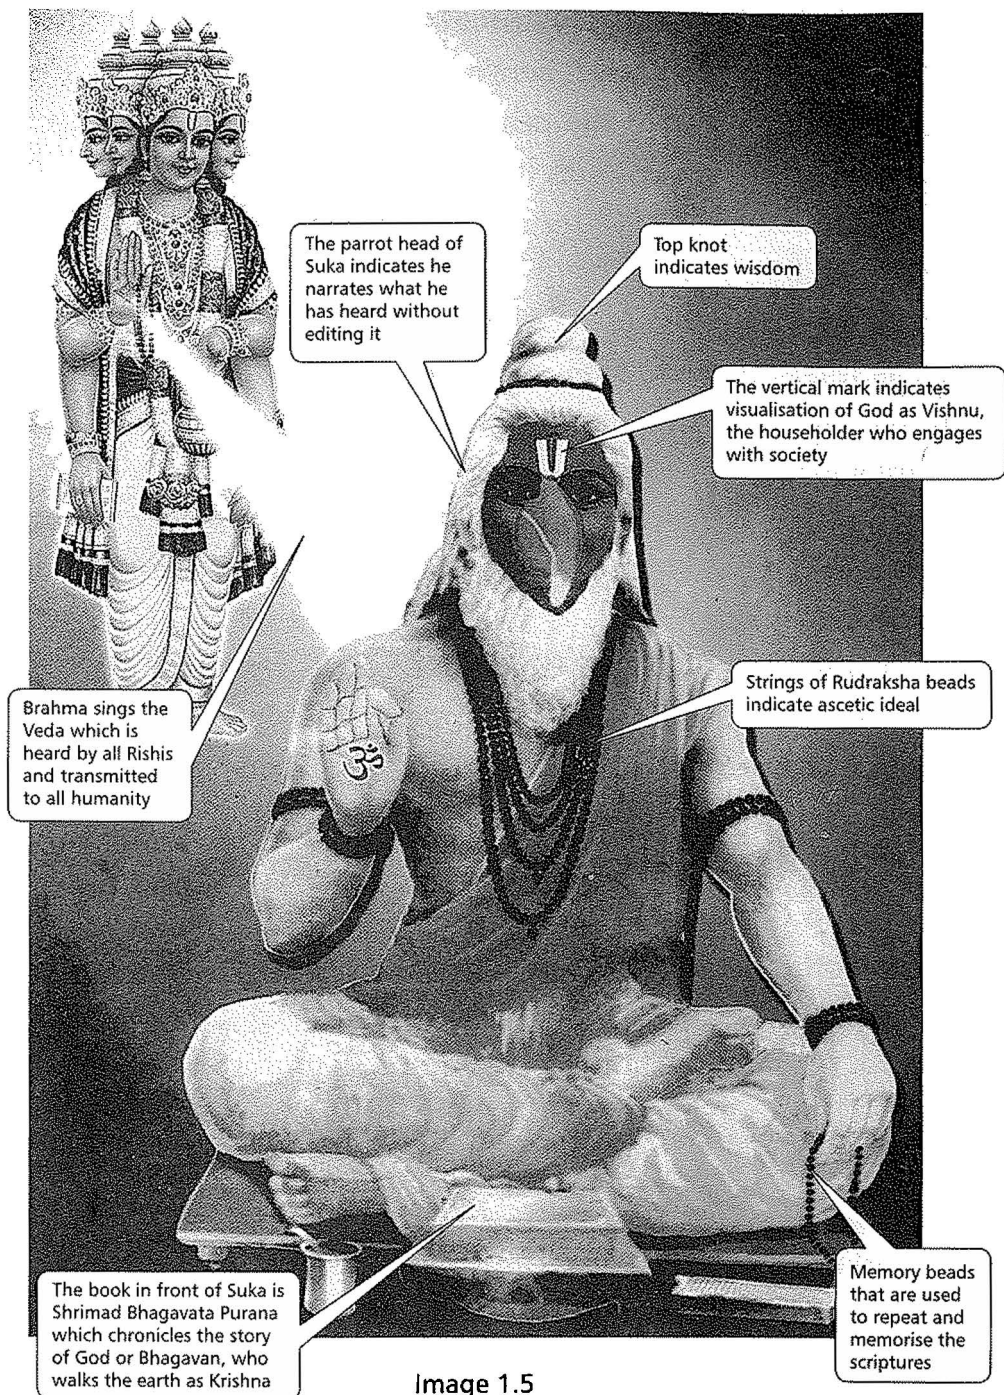 The parrot head of
Suka indicates he
narrates what he
has heard without
editing it
Top knot
indicates wisdom
The vertical mark indicates
visualisation of God as Vishnu,
the householder who engages
with society
Strings of Rudraksha beads
indicate ascetic ideal
Brahma sings the
Veda which is
heard by all Rishis
and transmitted
to all humanity
ॐ
The book in front of Suka is
Shrimad Bhagavata Purana
which chronicles the story
of God or Bhagavan, who
walks the earth as Krishna
Memory beads
that are used
to repeat and
memorise the
scriptures
Image 1.5